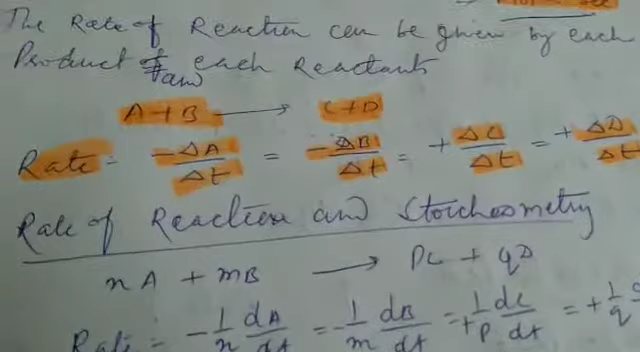 The Rate of Reaction can be given by each
Product and each Reactants
A + B → C + D
Rate = -ΔA/Δt = -ΔB/Δt = +ΔC/Δt = +ΔD/Δt
Rate of Reaction and Stoicheometry
nA + mB → PC + qD
Rate = -1/n dA/dt = -1/m dB/dt = +1/P dC/dt = +1/q